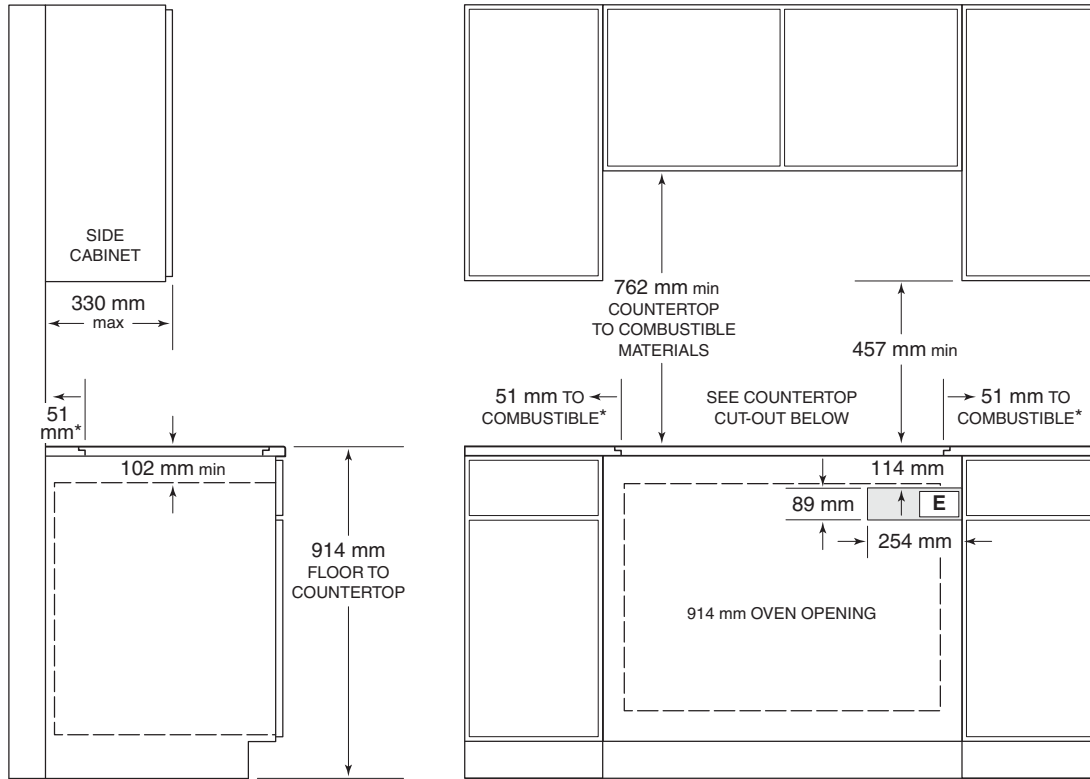 SIDE
CABINET
330 mm
max
51
mm*
102 mm min
914 mm
FLOOR TO
COUNTERTOP
762 mm min
COUNTERTOP
TO COMBUSTIBLE
MATERIALS
457 mm min
51 mm TO
COMBUSTIBLE*
SEE COUNTERTOP
CUT-OUT BELOW
51 mm TO
COMBUSTIBLE*
114 mm
89 mm
E
254 mm
914 mm OVEN OPENING